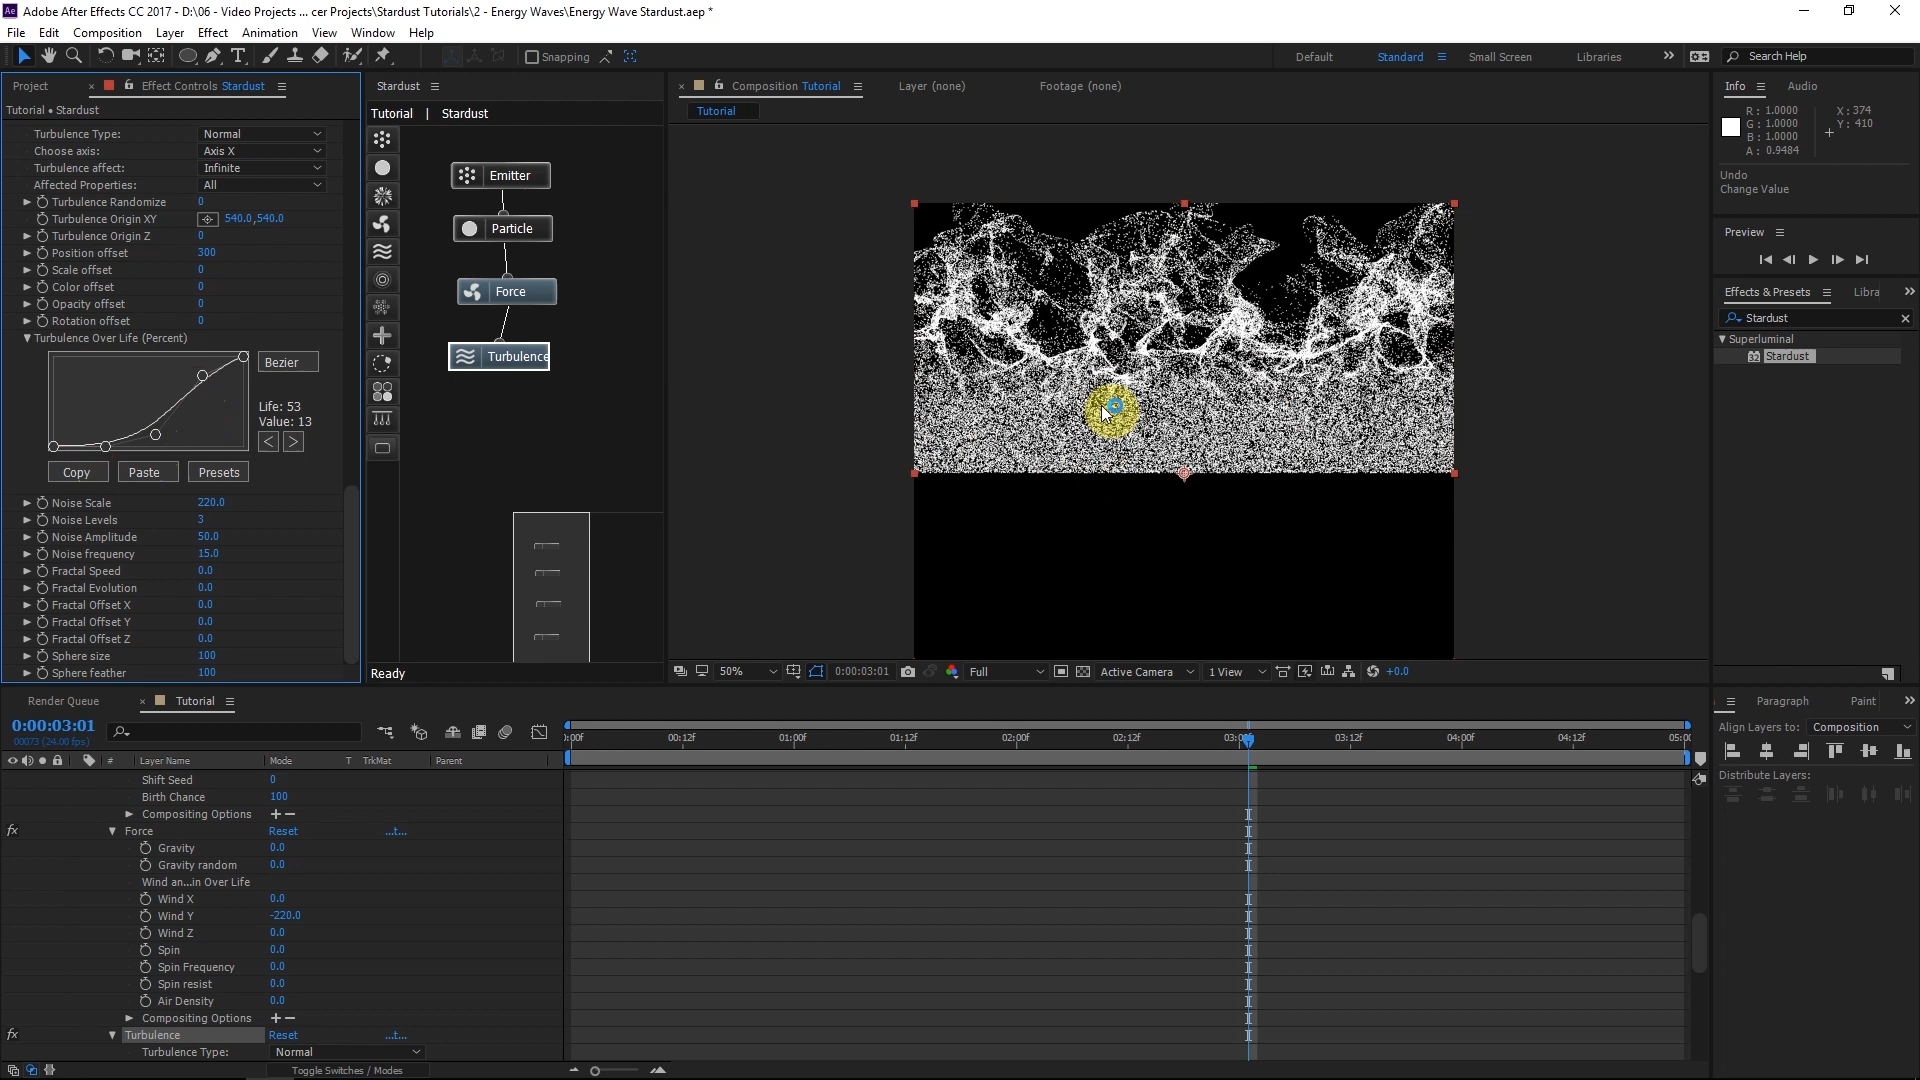 Adobe After Effects CC 2017 - D:\06 - Video Projects ... cer Projects\Stardust Tutorials\2 - Energy Waves\Energy Wave Stardust.aep *
File Edit Composition Layer Effect Animation View Window Help
Snapping
Default Standard Small Screen Libraries Search Help
Project Effect Controls Stardust
Tutorial • Stardust
Turbulence Type: Normal
Choose axis: Axis X
Turbulence affect: Infinite
Affected Properties: All
Turbulence Randomize 0
Turbulence Origin XY 540.0,540.0
Turbulence Origin Z 0
Position offset 300
Scale offset 0
Color offset 0
Opacity offset 0
Rotation offset 0
Turbulence Over Life (Percent)
Bezier
Life: 53
Value: 13
Copy Paste Presets
Noise Scale 220.0
Noise Levels 3
Noise Amplitude 50.0
Noise frequency 15.0
Fractal Speed 0.0
Fractal Evolution 0.0
Fractal Offset X 0.0
Fractal Offset Y 0.0
Fractal Offset Z 0.0
Sphere size 100
Sphere feather 100
Stardust
Tutorial | Stardust
Emitter
Particle
Force
Turbulence
Ready
Composition Tutorial Layer (none) Footage (none)
Tutorial
50% 0:00:03:01 Full Active Camera 1 View +0.0
Info Audio
R: 1.0000
G: 1.0000
B: 1.0000
A: 0.9484
X: 374
Y: 410
Undo
Change Value
Preview
Effects & Presets Libra
Stardust
Superluminal
32 Stardust
Render Queue Tutorial
0:00:03:01
00073 (24.00 fps)
# Layer Name Mode T TrkMat Parent
:00f 00:12f 01:00f 01:12f 02:00f 02:12f 03:00f 03:12f 04:00f 04:12f 05:00
Shift Seed 0
Birth Chance 100
Compositing Options +-
fx Force Reset ...t...
Gravity 0.0
Gravity random 0.0
Wind an...in Over Life
Wind X 0.0
Wind Y -220.0
Wind Z 0.0
Spin 0.0
Spin Frequency 0.0
Spin resist 0.0
Air Density 0.0
Compositing Options +-
fx Turbulence Reset ...t...
Turbulence Type: Normal
Toggle Switches / Modes
Paragraph Paint
Align Layers to: Composition
Distribute Layers: